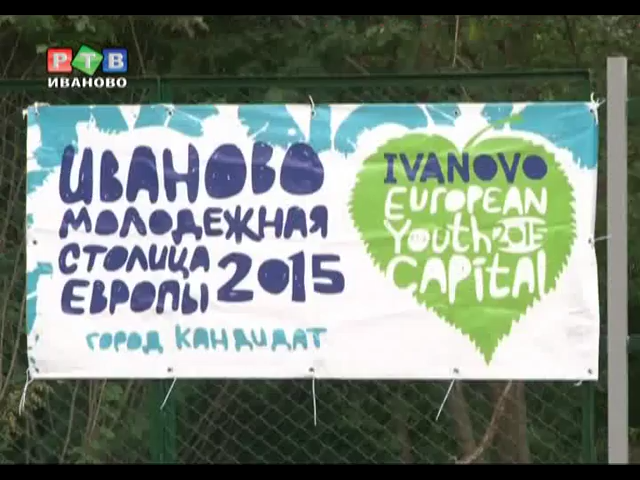 РТВ
ИВАНОВО
ИВАНОВО
МОЛОДЕЖНАЯ
СТОЛИЦА
ЕВРОПЫ 2015
ГОРОД КАНДИДАТ
IVANOVO
EUROPEAN
YOUTH 2015
CAPITAL